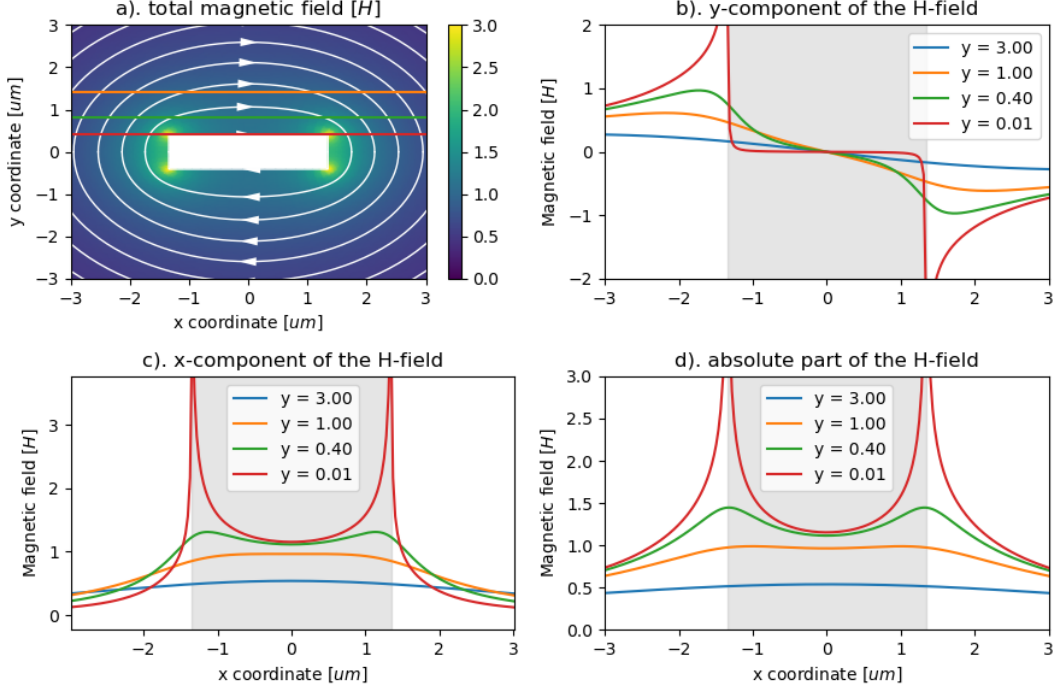 a). total magnetic field [H]
3
2
1
0
−1
−2
−3
y coordinate [um]
−3 −2 −1 0 1 2 3
x coordinate [um]
3.0
2.5
2.0
1.5
1.0
0.5
0.0
b). y-component of the H-field
2
1
0
−1
−2
Magnetic field [H]
−3 −2 −1 0 1 2 3
y = 3.00
y = 1.00
y = 0.40
y = 0.01
c). x-component of the H-field
3
2
1
0
Magnetic field [H]
−2 −1 0 1 2 3
x coordinate [um]
y = 3.00
y = 1.00
y = 0.40
y = 0.01
d). absolute part of the H-field
3.0
2.5
2.0
1.5
1.0
0.5
0.0
Magnetic field [H]
−3 −2 −1 0 1 2 3
x coordinate [um]
y = 3.00
y = 1.00
y = 0.40
y = 0.01